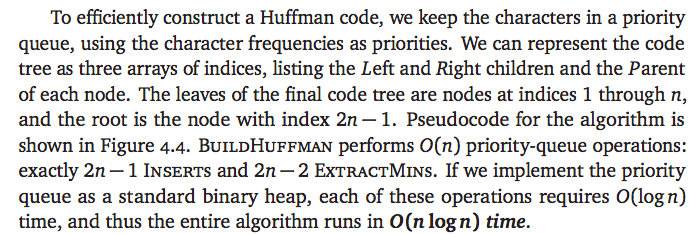 To efficiently construct a Huffman code, we keep the characters in a priority
queue, using the character frequencies as priorities. We can represent the code
tree as three arrays of indices, listing the Left and Right children and the Parent
of each node. The leaves of the final code tree are nodes at indices 1 through n,
and the root is the node with index 2n − 1. Pseudocode for the algorithm is
shown in Figure 4.4. BUILDHUFFMAN performs O(n) priority-queue operations:
exactly 2n − 1 INSERTS and 2n − 2 EXTRACTMINS. If we implement the priority
queue as a standard binary heap, each of these operations requires O(log n)
time, and thus the entire algorithm runs in O(n log n) time.